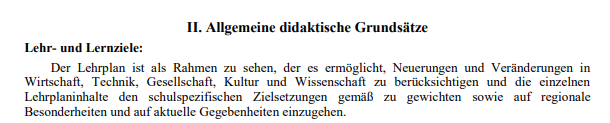 II. Allgemeine didaktische Grundsätze
Lehr- und Lernziele:
Der Lehrplan ist als Rahmen zu sehen, der es ermöglicht, Neuerungen und Veränderungen in
Wirtschaft, Technik, Gesellschaft, Kultur und Wissenschaft zu berücksichtigen und die einzelnen
Lehrplaninhalte den schulspezifischen Zielsetzungen gemäß zu gewichten sowie auf regionale
Besonderheiten und auf aktuelle Gegebenheiten einzugehen.